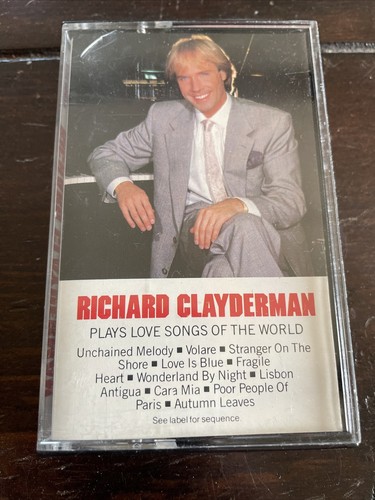 RICHARD CLAYDERMAN
PLAYS LOVE SONGS OF THE WORLD
Unchained Melody ■ Volare ■ Stranger On The
Shore ■ Love Is Blue ■ Fragile
Heart ■ Wonderland By Night ■ Lisbon
Antigua ■ Cara Mia ■ Poor People Of
Paris ■ Autumn Leaves
See label for sequence.